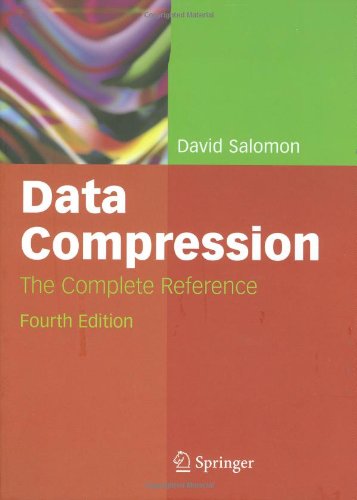 David Salomon
Data
Compression
The Complete Reference
Fourth Edition
Springer